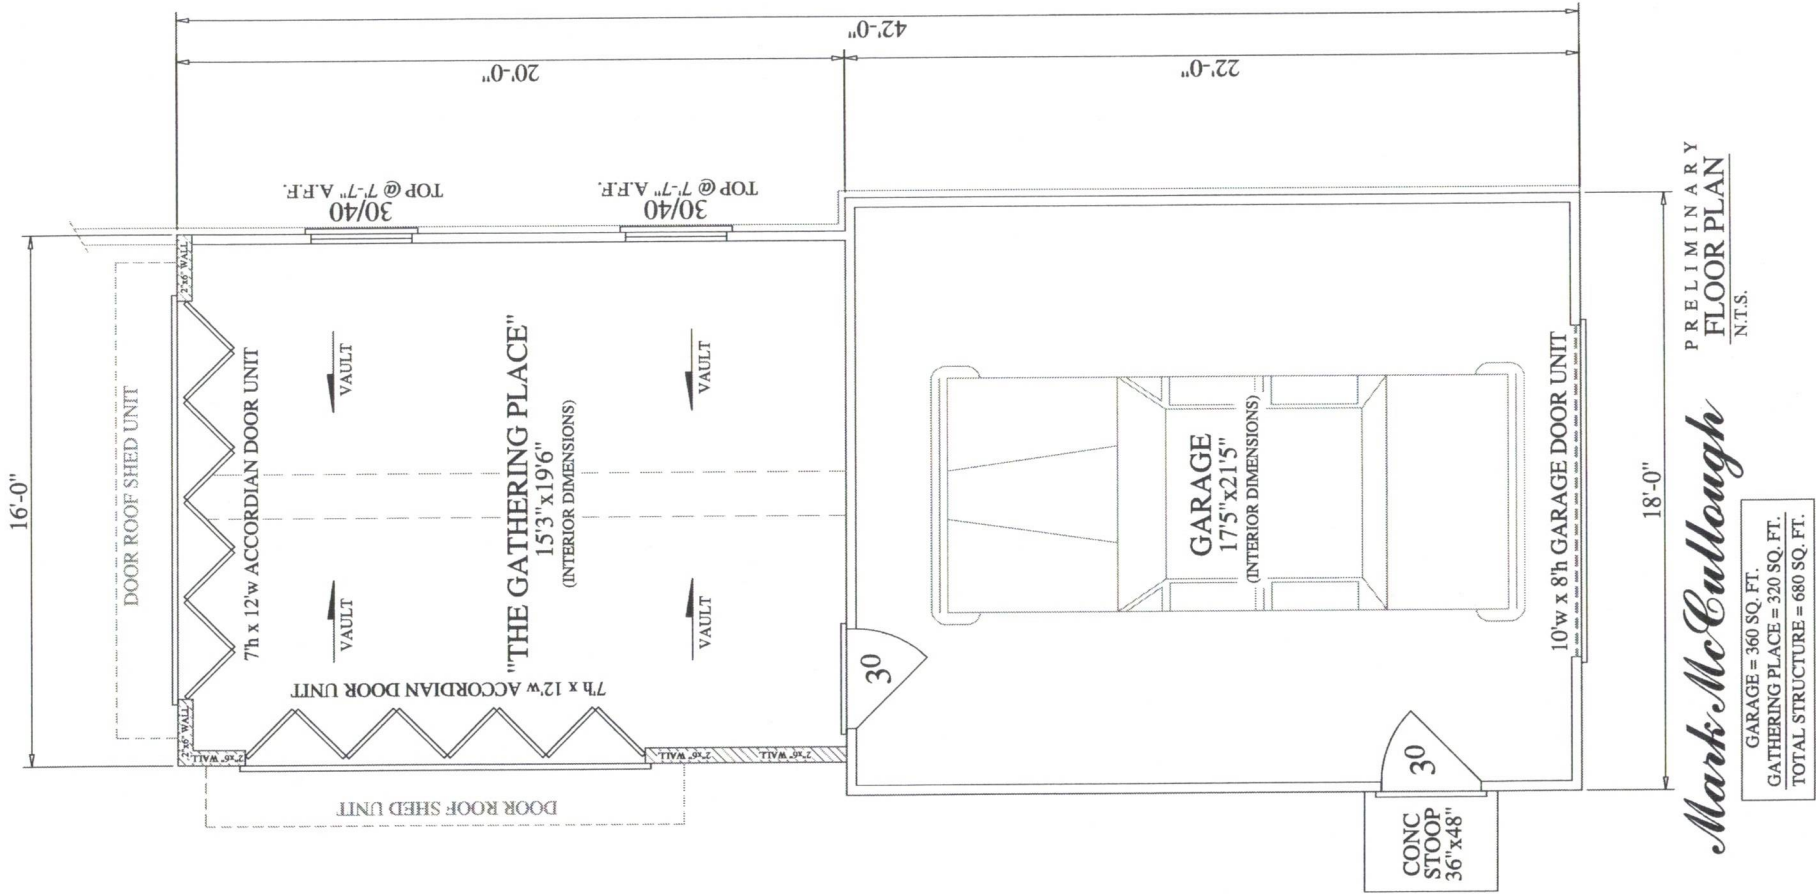 16'-0"
42'-0"
20'-0"
22'-0"
DOOR ROOF SHED UNIT
2"x6" WALL
2"x6" WALL
2"x6" WALL
7'h x 12'w ACCORDIAN DOOR UNIT
30/40
TOP @ 7'-7" A.F.F.
30/40
TOP @ 7'-7" A.F.F.
VAULT
VAULT
VAULT
VAULT
"THE GATHERING PLACE"
15'3"x19'6"
(INTERIOR DIMENSIONS)
7'h x 12'w ACCORDIAN DOOR UNIT
2"x6" WALL
2"x6" WALL
DOOR ROOF SHED UNIT
3⁰
GARAGE
17'5"x21'5"
(INTERIOR DIMENSIONS)
3⁰
CONC
STOOP
36"x48"
10'w x 8'h GARAGE DOOR UNIT
18'-0"
PRELIMINARY
FLOOR PLAN
N.T.S.
Mark McCullough
GARAGE = 360 SQ. FT.
GATHERING PLACE = 320 SQ. FT.
TOTAL STRUCTURE = 680 SQ. FT.